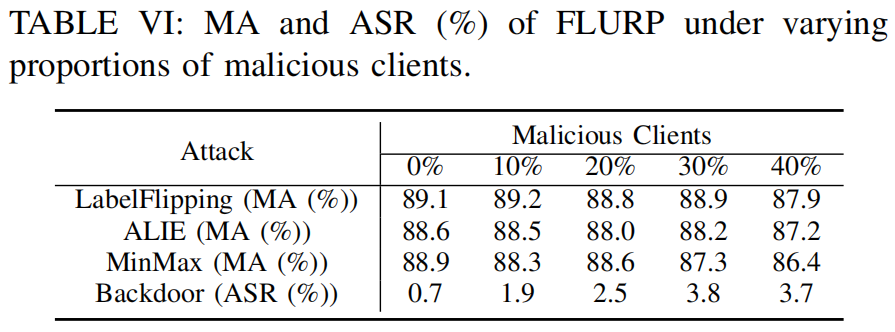 TABLE VI: MA and ASR (%) of FLURP under varying
proportions of malicious clients.
Attack Malicious Clients
0% 10% 20% 30% 40%
LabelFlipping (MA (%)) 89.1 89.2 88.8 88.9 87.9
ALIE (MA (%)) 88.6 88.5 88.0 88.2 87.2
MinMax (MA (%)) 88.9 88.3 88.6 87.3 86.4
Backdoor (ASR (%)) 0.7 1.9 2.5 3.8 3.7